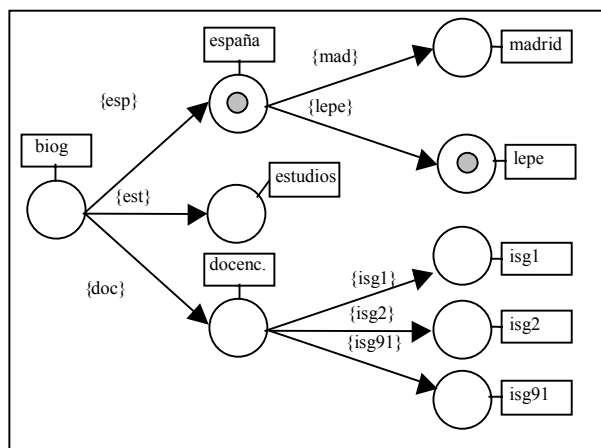 españa
madrid
{mad}
{esp}
{lepe}
biog
lepe
{est}
estudios
docenc.
{doc}
{isg1}
isg1
{isg2}
isg2
{isg91}
isg91